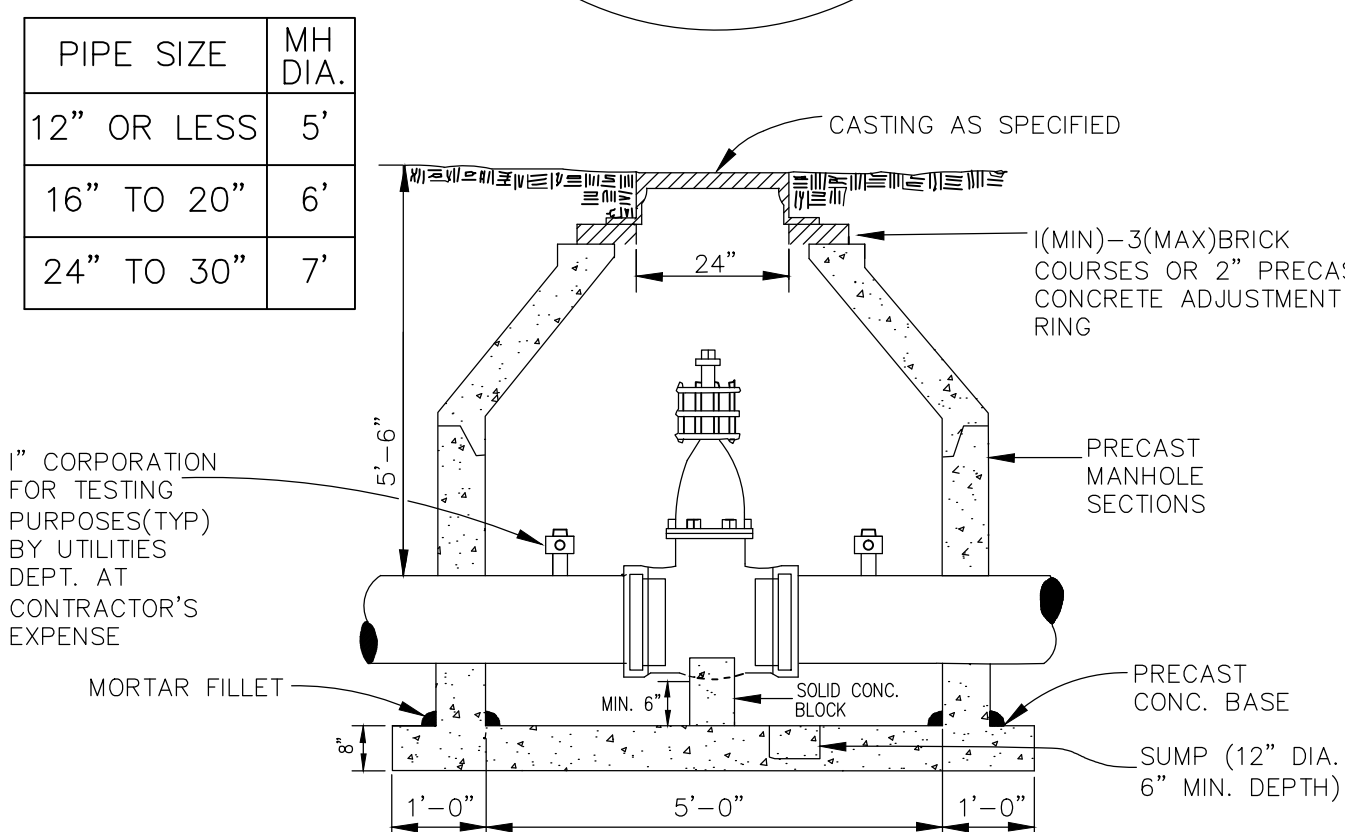 PIPE SIZE
MH
DIA.
12" OR LESS
5'
16" TO 20"
6'
24" TO 30"
7'
CASTING AS SPECIFIED
24"
1(MIN)-3(MAX)BRICK
COURSES OR 2"
CONCRETE ADJUSTMENT
RING
5'-6"
1" CORPORATION
FOR TESTING
PURPOSES(TYP)
BY UTILITIES
DEPT. AT
CONTRACTOR'S
EXPENSE
PRECAST
MANHOLE
SECTIONS
MORTAR FILLET
MIN. 6"
SOLID CONC.
BLOCK
PRECAST
CONC. BASE
8"
SUMP (12" DIA.
6" MIN. DEPTH)
1'-0"
5'-0"
1'-0"